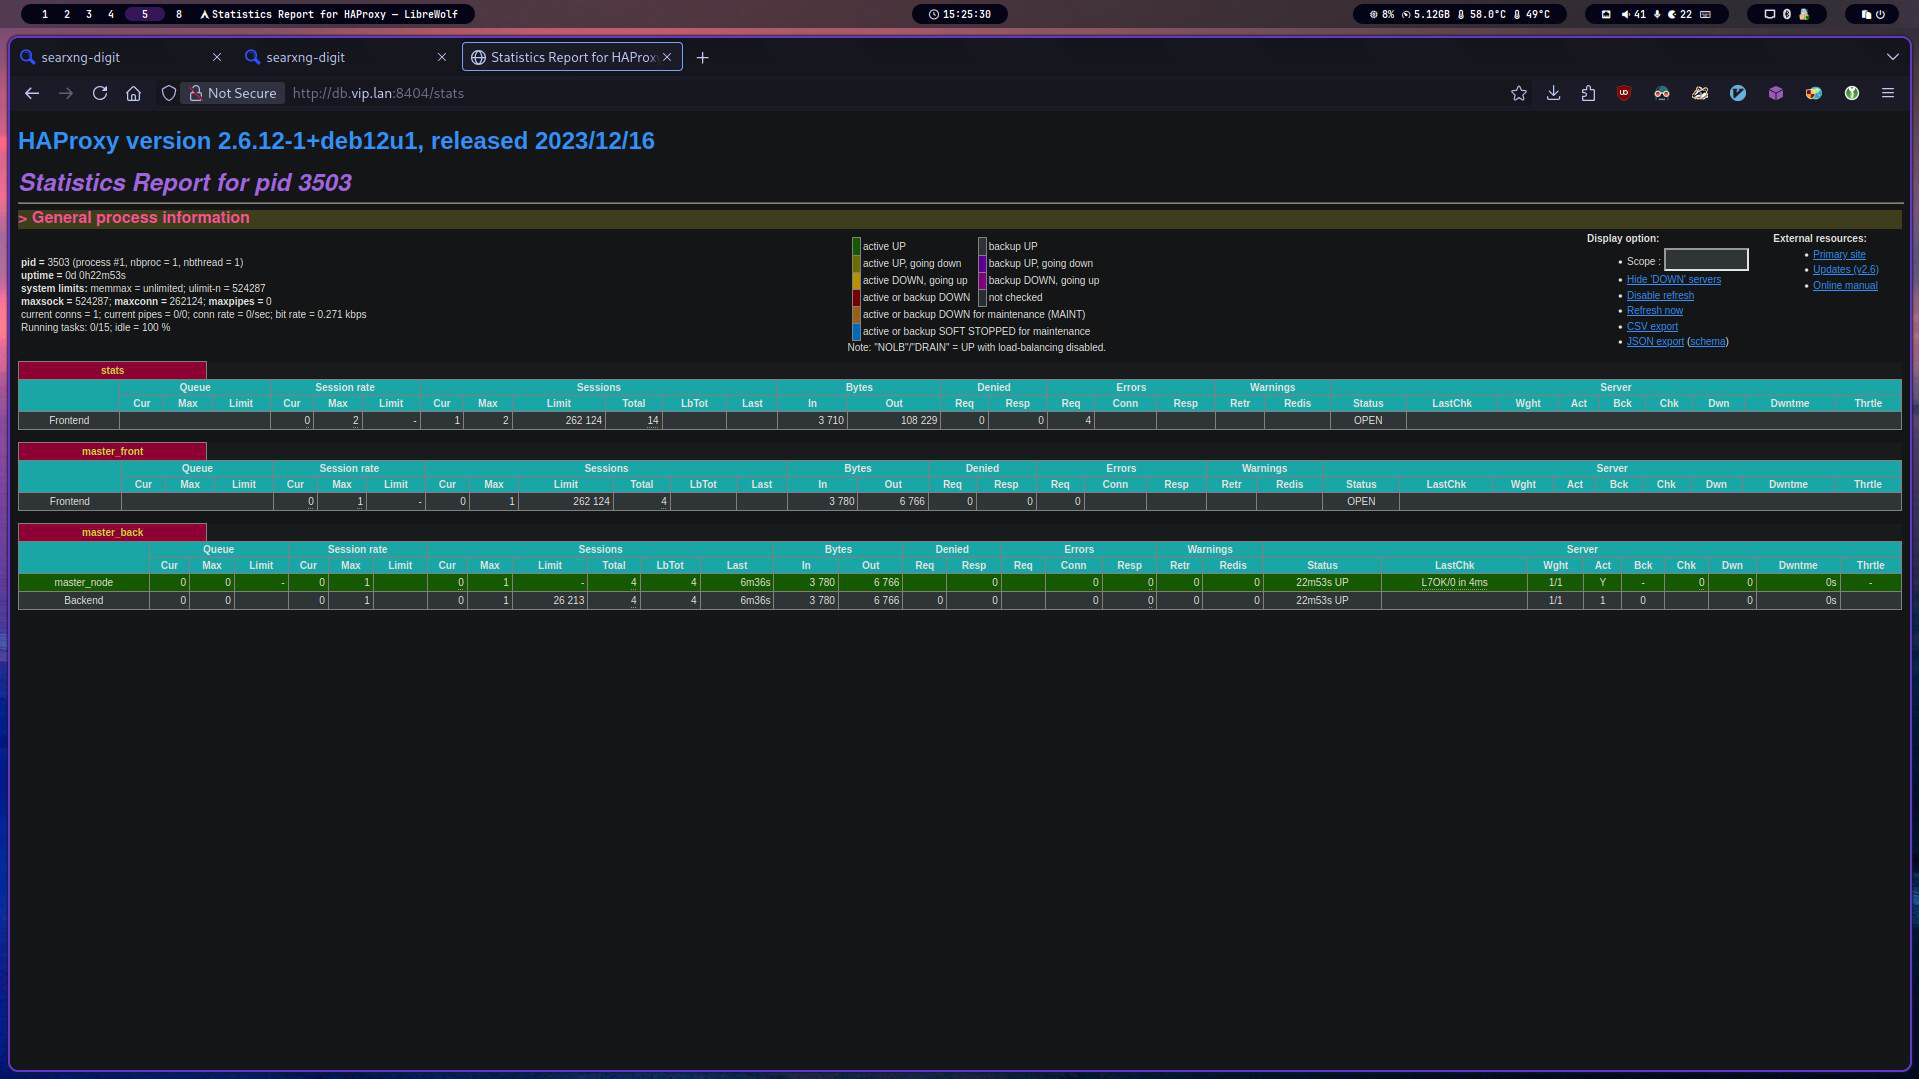 1 2 3 4 5 8 Statistics Report for HAProxy — LibreWolf 15:25:30 8% 5.12GB 58.0°C 49°C 41 22
searxng-digit searxng-digit Statistics Report for HAProx
Not Secure http://db.vip.lan:8404/stats
HAProxy version 2.6.12-1+deb12u1, released 2023/12/16
Statistics Report for pid 3503
> General process information
pid = 3503 (process #1, nbproc = 1, nbthread = 1)
uptime = 0d 0h22m53s
system limits: memmax = unlimited; ulimit-n = 524287
maxsock = 524287; maxconn = 262124; maxpipes = 0
current conns = 1; current pipes = 0/0; conn rate = 0/sec; bit rate = 0.271 kbps
Running tasks: 0/15; idle = 100 %
active UP backup UP
active UP, going down backup UP, going down
active DOWN, going up backup DOWN, going up
active or backup DOWN not checked
active or backup DOWN for maintenance (MAINT)
active or backup SOFT STOPPED for maintenance
Note: "NOLB"/"DRAIN" = UP with load-balancing disabled.
Display option:
Scope :
Hide 'DOWN' servers
Disable refresh
Refresh now
CSV export
JSON export (schema)
External resources:
Primary site
Updates (v2.6)
Online manual
stats
Queue Session rate Sessions Bytes Denied Errors Warnings Server
Cur Max Limit Cur Max Limit Cur Max Limit Total LbTot Last In Out Req Resp Req Conn Resp Retr Redis Status LastChk Wght Act Bck Chk Dwn Dwntme Thrtle
Frontend 0 2 - 1 2 262 124 14 3 710 108 229 0 0 4 OPEN
master_front
Queue Session rate Sessions Bytes Denied Errors Warnings Server
Cur Max Limit Cur Max Limit Cur Max Limit Total LbTot Last In Out Req Resp Req Conn Resp Retr Redis Status LastChk Wght Act Bck Chk Dwn Dwntme Thrtle
Frontend 0 1 - 0 1 262 124 4 3 780 6 766 0 0 0 OPEN
master_back
Queue Session rate Sessions Bytes Denied Errors Warnings Server
Cur Max Limit Cur Max Limit Cur Max Limit Total LbTot Last In Out Req Resp Req Conn Resp Retr Redis Status LastChk Wght Act Bck Chk Dwn Dwntme Thrtle
master_node 0 0 - 0 1 0 1 - 4 4 6m36s 3 780 6 766 0 0 0 0 0 22m53s UP L7OK/0 in 4ms 1/1 Y - 0 0 0s -
Backend 0 0 0 1 0 1 26 213 4 4 6m36s 3 780 6 766 0 0 0 0 0 0 22m53s UP 1/1 1 0 0 0s